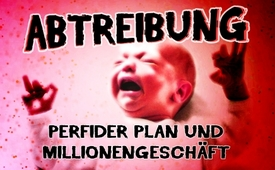 ABTREIBUNG
PERFIDER PLAN UND
MILLIONENGESCHÄFT